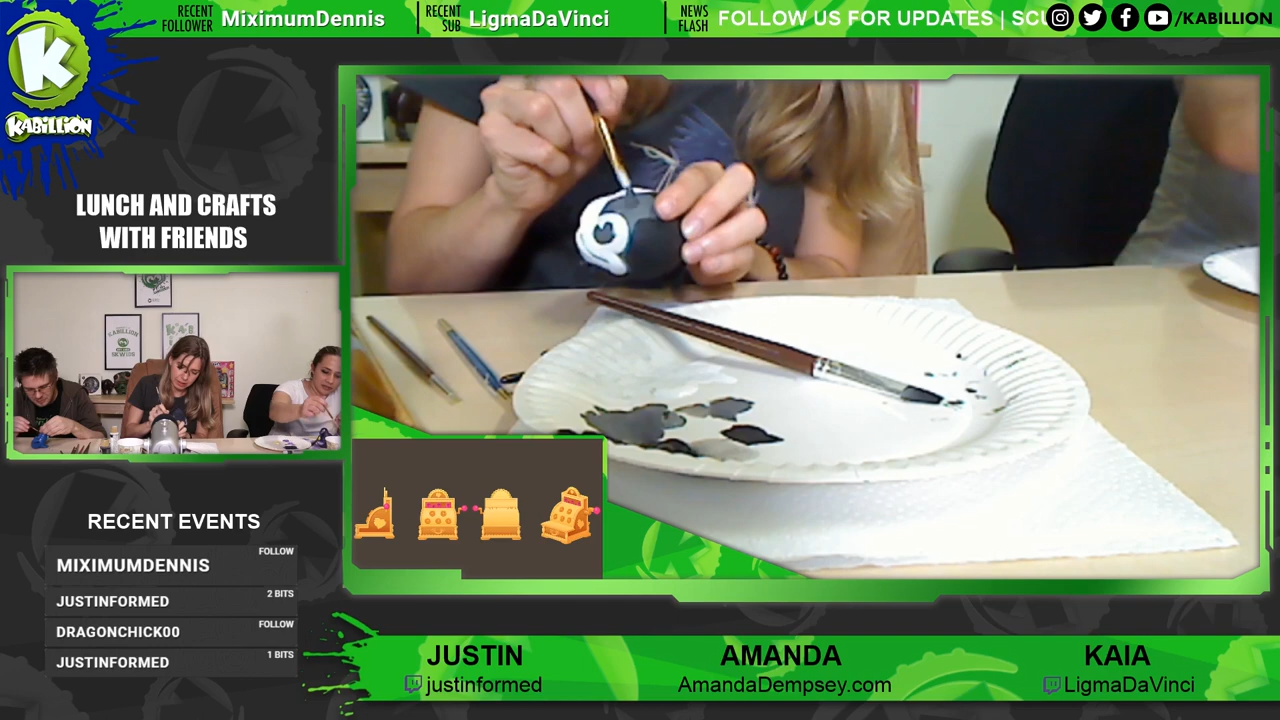 RECENT
FOLLOWER
MiximumDennis
RECENT
SUB
LigmaDaVinci
NEWS
FLASH
FOLLOW US FOR UPDATES | SCU
/KABILLION
K
KABILLION
LUNCH AND CRAFTS
WITH FRIENDS
RECENT EVENTS
FOLLOW
MIXIMUMDENNIS
2 BITS
JUSTINFORMED
FOLLOW
DRAGONCHICK00
1 BITS
JUSTINFORMED
JUSTIN
justinformed
AMANDA
AmandaDempsey.com
KAIA
LigmaDaVinci